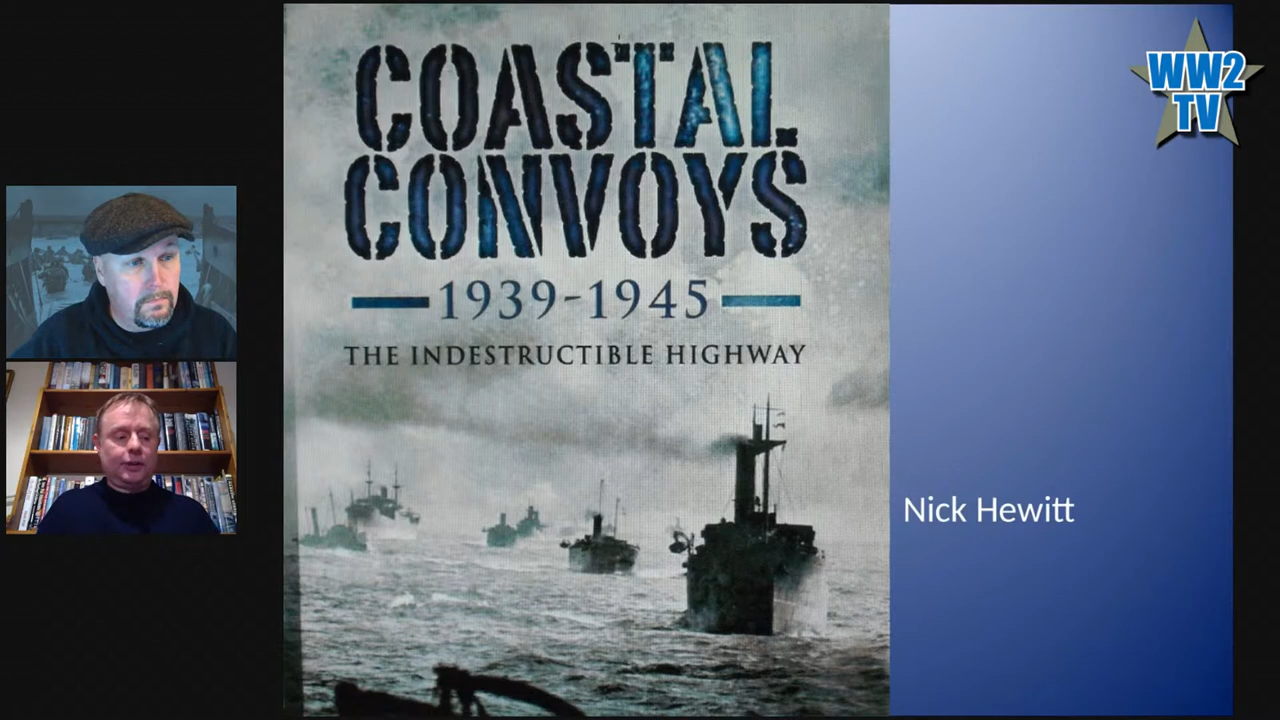 COASTAL
CONVOYS
1939-1945
THE INDESTRUCTIBLE HIGHWAY
Nick Hewitt
WW2
TV